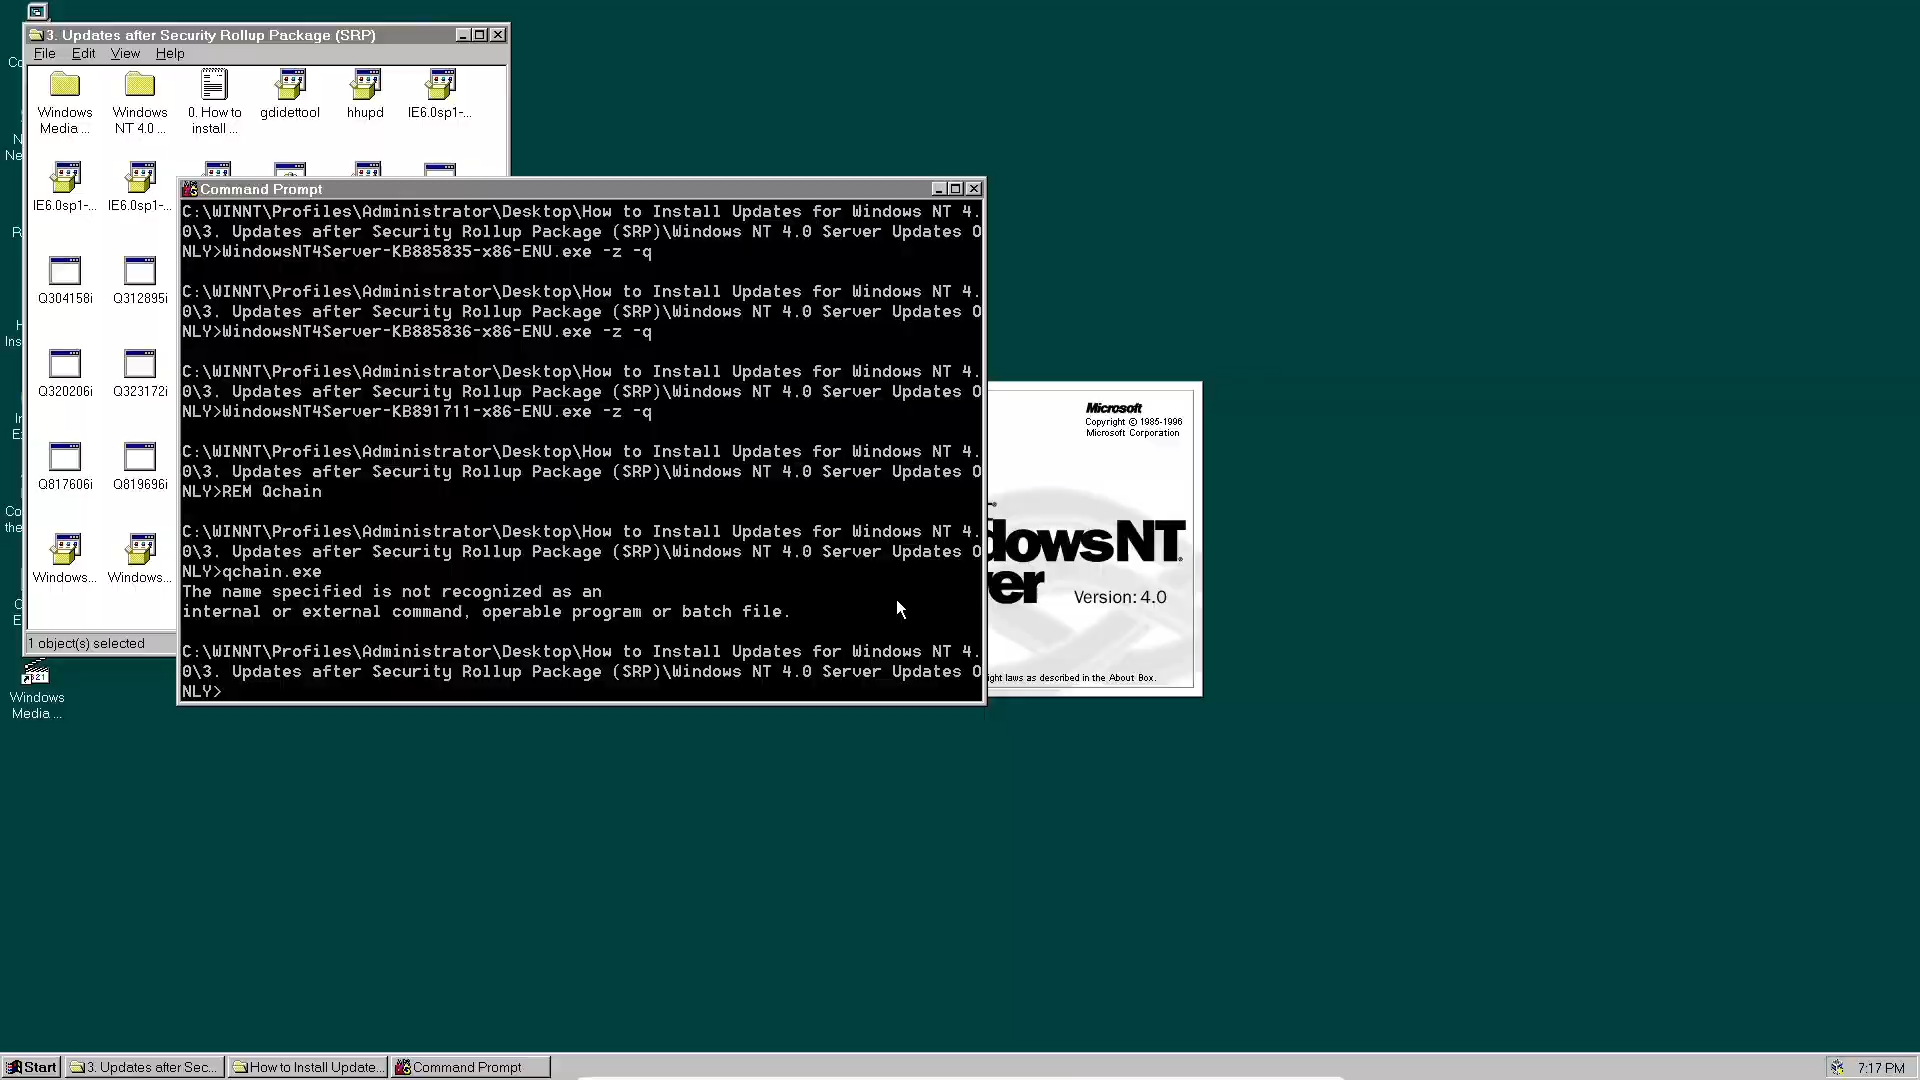 3. Updates after Security Rollup Package (SRP)
File Edit View Help
Windows Media ...
Windows NT 4.0 ...
0. How to install ...
gdidettool
hhupd
IE6.0sp1-...
IE6.0sp1-...
IE6.0sp1-...
Q304158i
Q312895i
Q320206i
Q323172i
Q817606i
Q819696i
Windows...
Windows...
1 object(s) selected
Windows
Media ...
Command Prompt
C:\WINNT\Profiles\Administrator\Desktop\How to Install Updates for Windows NT 4.
0\3. Updates after Security Rollup Package (SRP)\Windows NT 4.0 Server Updates O
NLY>WindowsNT4Server-KB885835-x86-ENU.exe -z -q
C:\WINNT\Profiles\Administrator\Desktop\How to Install Updates for Windows NT 4.
0\3. Updates after Security Rollup Package (SRP)\Windows NT 4.0 Server Updates O
NLY>WindowsNT4Server-KB885836-x86-ENU.exe -z -q
C:\WINNT\Profiles\Administrator\Desktop\How to Install Updates for Windows NT 4.
0\3. Updates after Security Rollup Package (SRP)\Windows NT 4.0 Server Updates O
NLY>WindowsNT4Server-KB891711-x86-ENU.exe -z -q
C:\WINNT\Profiles\Administrator\Desktop\How to Install Updates for Windows NT 4.
0\3. Updates after Security Rollup Package (SRP)\Windows NT 4.0 Server Updates O
NLY>REM Qchain
C:\WINNT\Profiles\Administrator\Desktop\How to Install Updates for Windows NT 4.
0\3. Updates after Security Rollup Package (SRP)\Windows NT 4.0 Server Updates O
NLY>qchain.exe
The name specified is not recognized as an
internal or external command, operable program or batch file.
C:\WINNT\Profiles\Administrator\Desktop\How to Install Updates for Windows NT 4.
0\3. Updates after Security Rollup Package (SRP)\Windows NT 4.0 Server Updates O
NLY>
Microsoft
Copyright © 1985-1996
Microsoft Corporation
dowsNT
er
Version: 4.0
ight laws as described in the About Box.
Start
3. Updates after Sec...
How to Install Update...
Command Prompt
7:17 PM